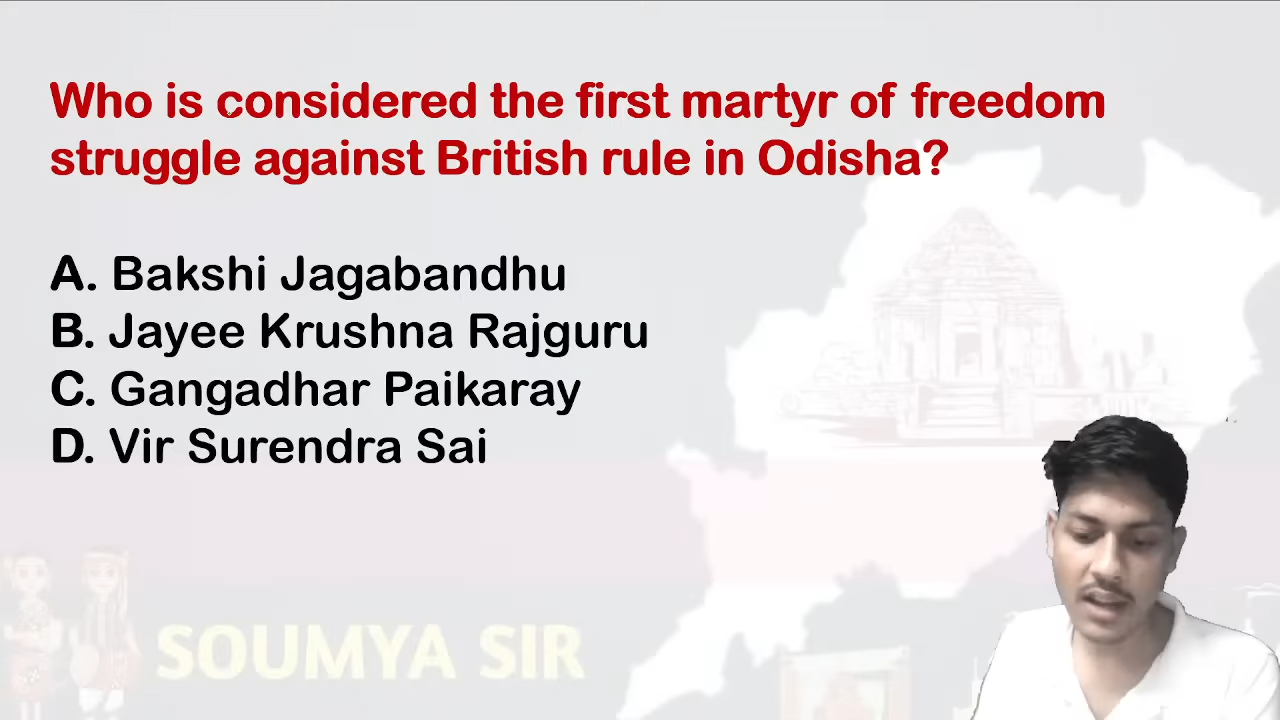 Who is considered the first martyr of freedom
struggle against British rule in Odisha?
A. Bakshi Jagabandhu
B. Jayee Krushna Rajguru
C. Gangadhar Paikaray
D. Vir Surendra Sai
SOUMYA SIR